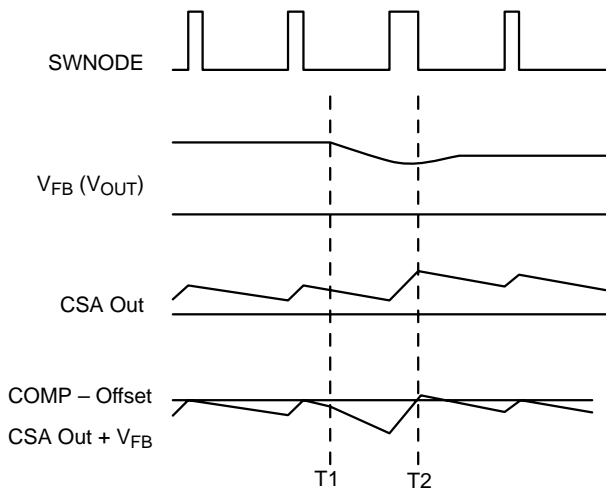 SWNODE
V_FB (V_OUT)
CSA Out
COMP – Offset
CSA Out + V_FB
T1
T2